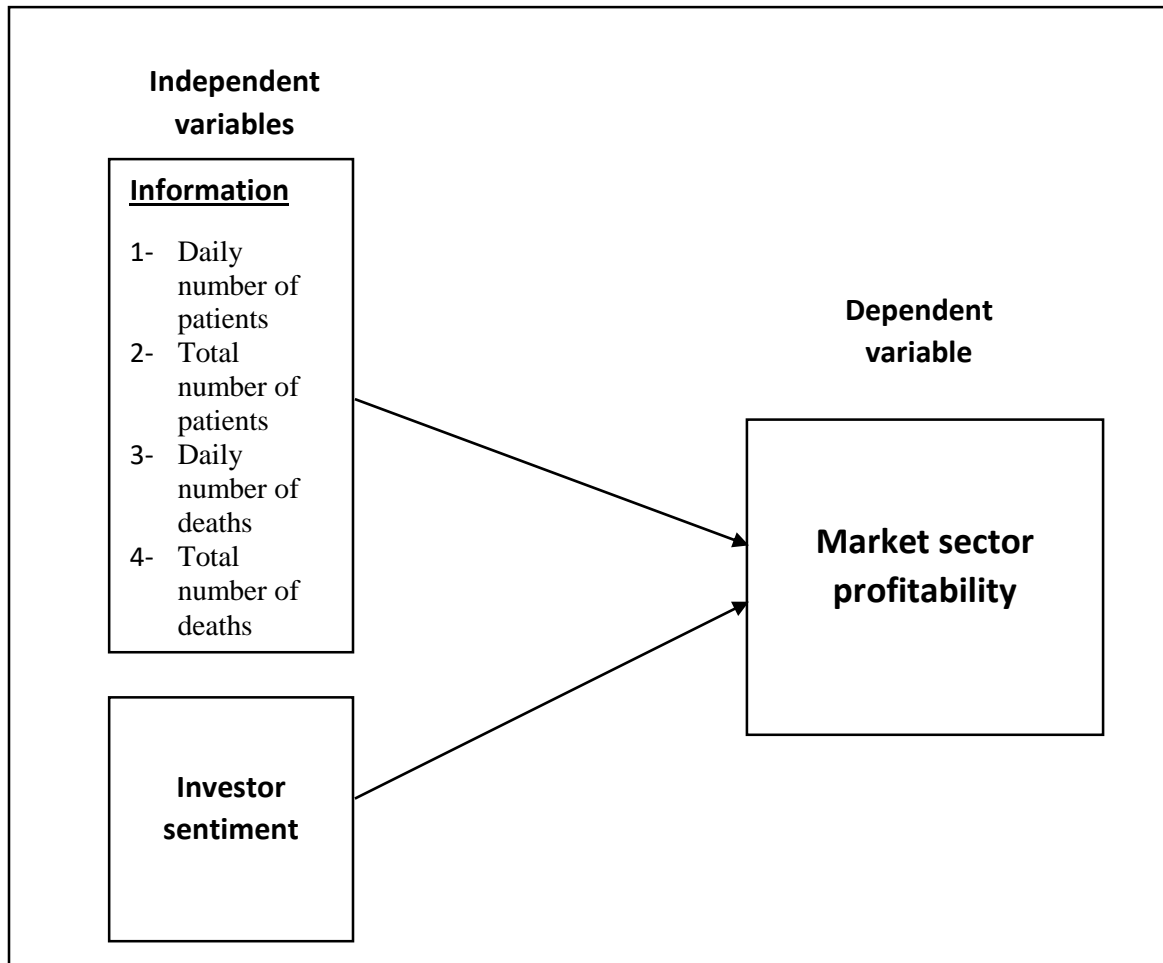 Independent
variables
Information
1- Daily
number of
patients
2- Total
number of
patients
3- Daily
number of
deaths
4- Total
number of
deaths
Investor
sentiment
Dependent
variable
Market sector
profitability